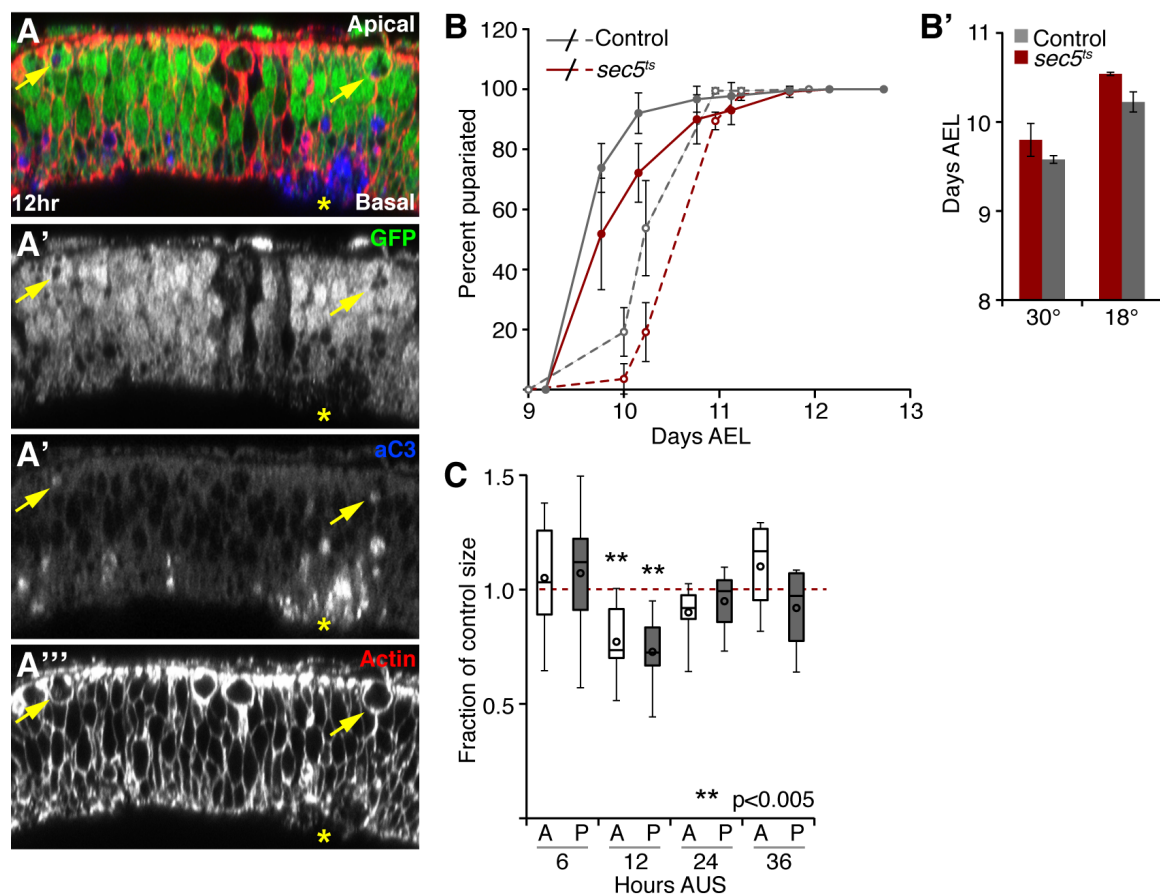 A
Apical
12hr
Basal
A'
GFP
*
A'
aC3
*
A'''
Actin
*
B
Control
sec5ts
Percent pupariated
120
100
80
60
40
20
9 10 11 12 13
Days AEL
B'
Control
sec5ts
Days AEL
11
10
9
8
30° 18°
C
Fraction of control size
1.5
1.0
0.5
** **
** p<0.005
A P A P A P A P
6 12 24 36
Hours AUS